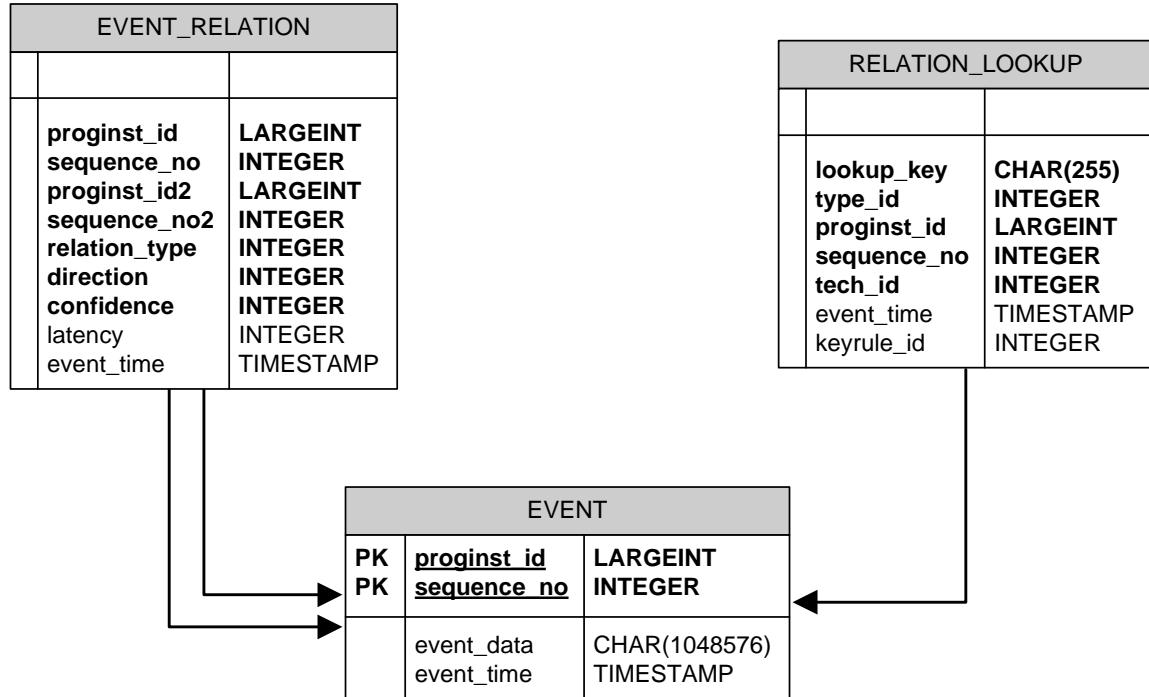 EVENT_RELATION
proginst_id LARGEINT
sequence_no INTEGER
proginst_id2 LARGEINT
sequence_no2 INTEGER
relation_type INTEGER
direction INTEGER
confidence INTEGER
latency INTEGER
event_time TIMESTAMP
RELATION_LOOKUP
lookup_key CHAR(255)
type_id INTEGER
proginst_id LARGEINT
sequence_no INTEGER
tech_id INTEGER
event_time TIMESTAMP
keyrule_id INTEGER
EVENT
PK proginst_id LARGEINT
PK sequence_no INTEGER
event_data CHAR(1048576)
event_time TIMESTAMP